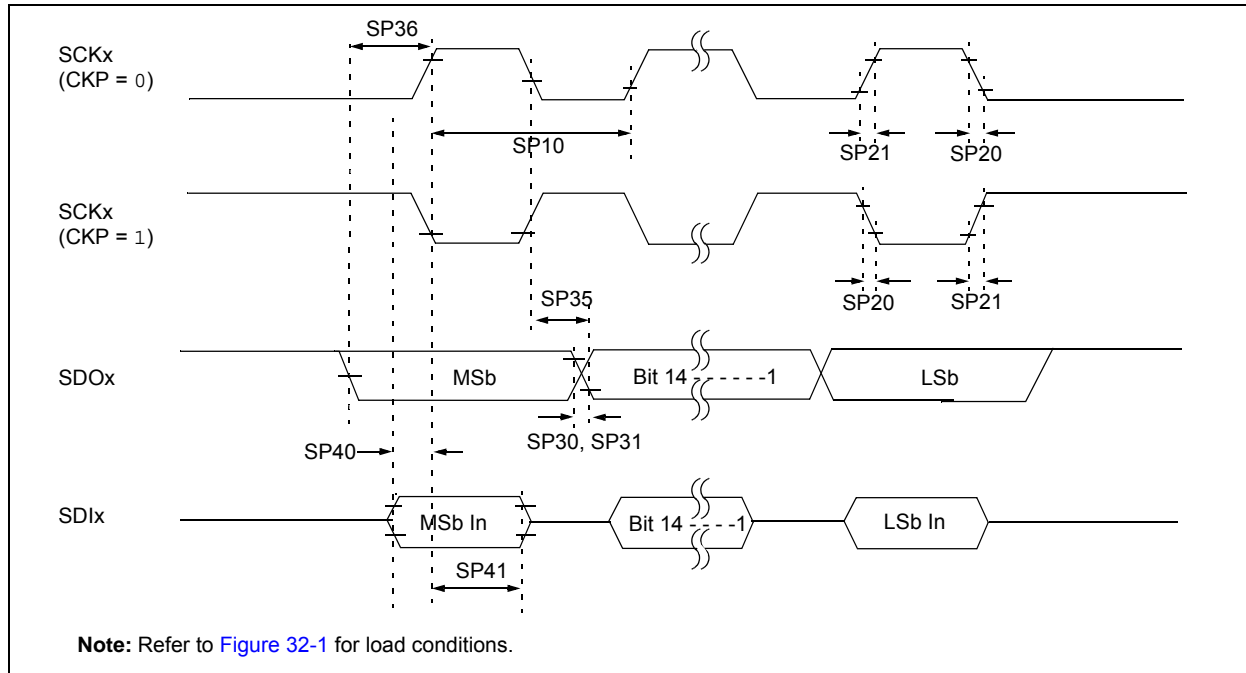 SP36
SCKx
(CKP = 0)
SP10
SP21
SP20
SCKx
(CKP = 1)
SP35
SP20
SP21
SDOx
MSb
Bit 14 - - - - - -1
LSb
SP30, SP31
SP40
SDIx
MSb In
Bit 14 - - - - -1
LSb In
SP41
Note: Refer to Figure 32-1 for load conditions.